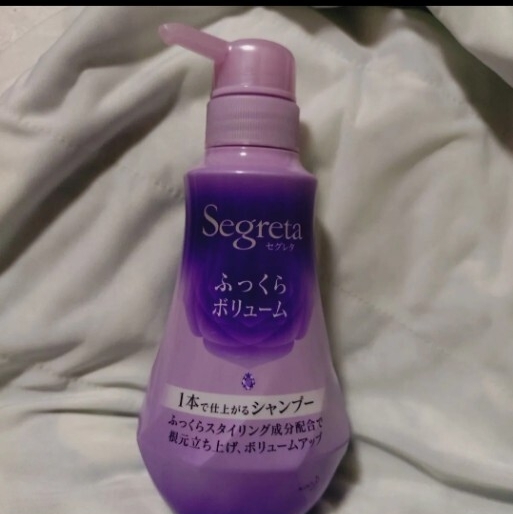 Segreta
セグレタ
ふっくら
ボリューム
1本で仕上がるシャンプー
ふっくらスタイリング成分配合で
根元立ち上げ、ボリュームアップ